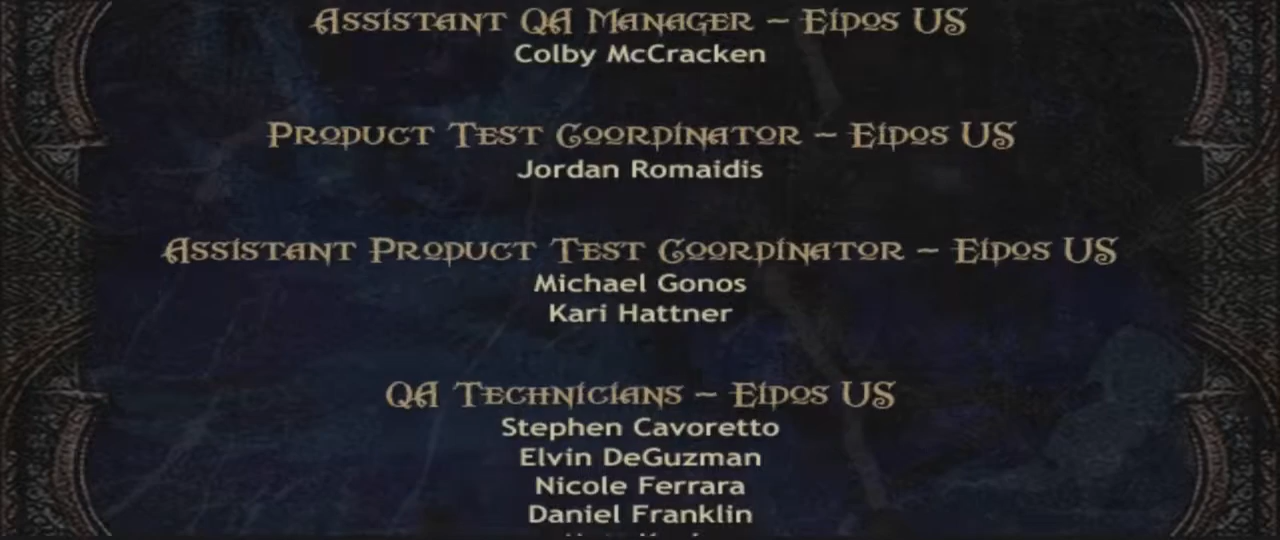 Assistant QA Manager – Eidos US
Colby McCracken
Product Test Coordinator – Eidos US
Jordan Romaidis
Assistant Product Test Coordinator – Eidos US
Michael Gonos
Kari Hattner
QA Technicians – Eidos US
Stephen Cavoretto
Elvin DeGuzman
Nicole Ferrara
Daniel Franklin